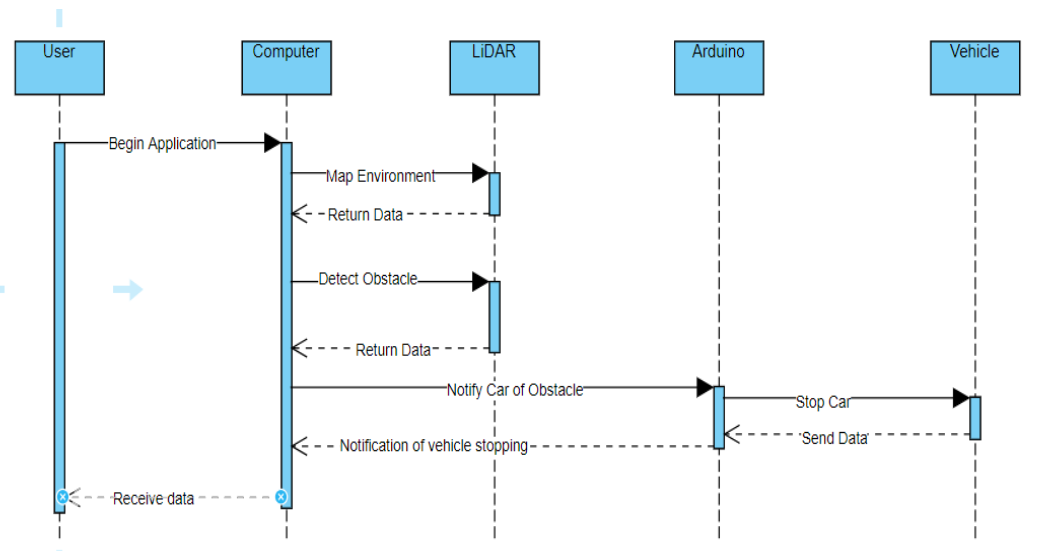 User
Computer
LiDAR
Arduino
Vehicle
Begin Application
Map Environment
Return Data
Detect Obstacle
Return Data
Notify Car of Obstacle
Stop Car
Send Data
Notification of vehicle stopping
Receive data